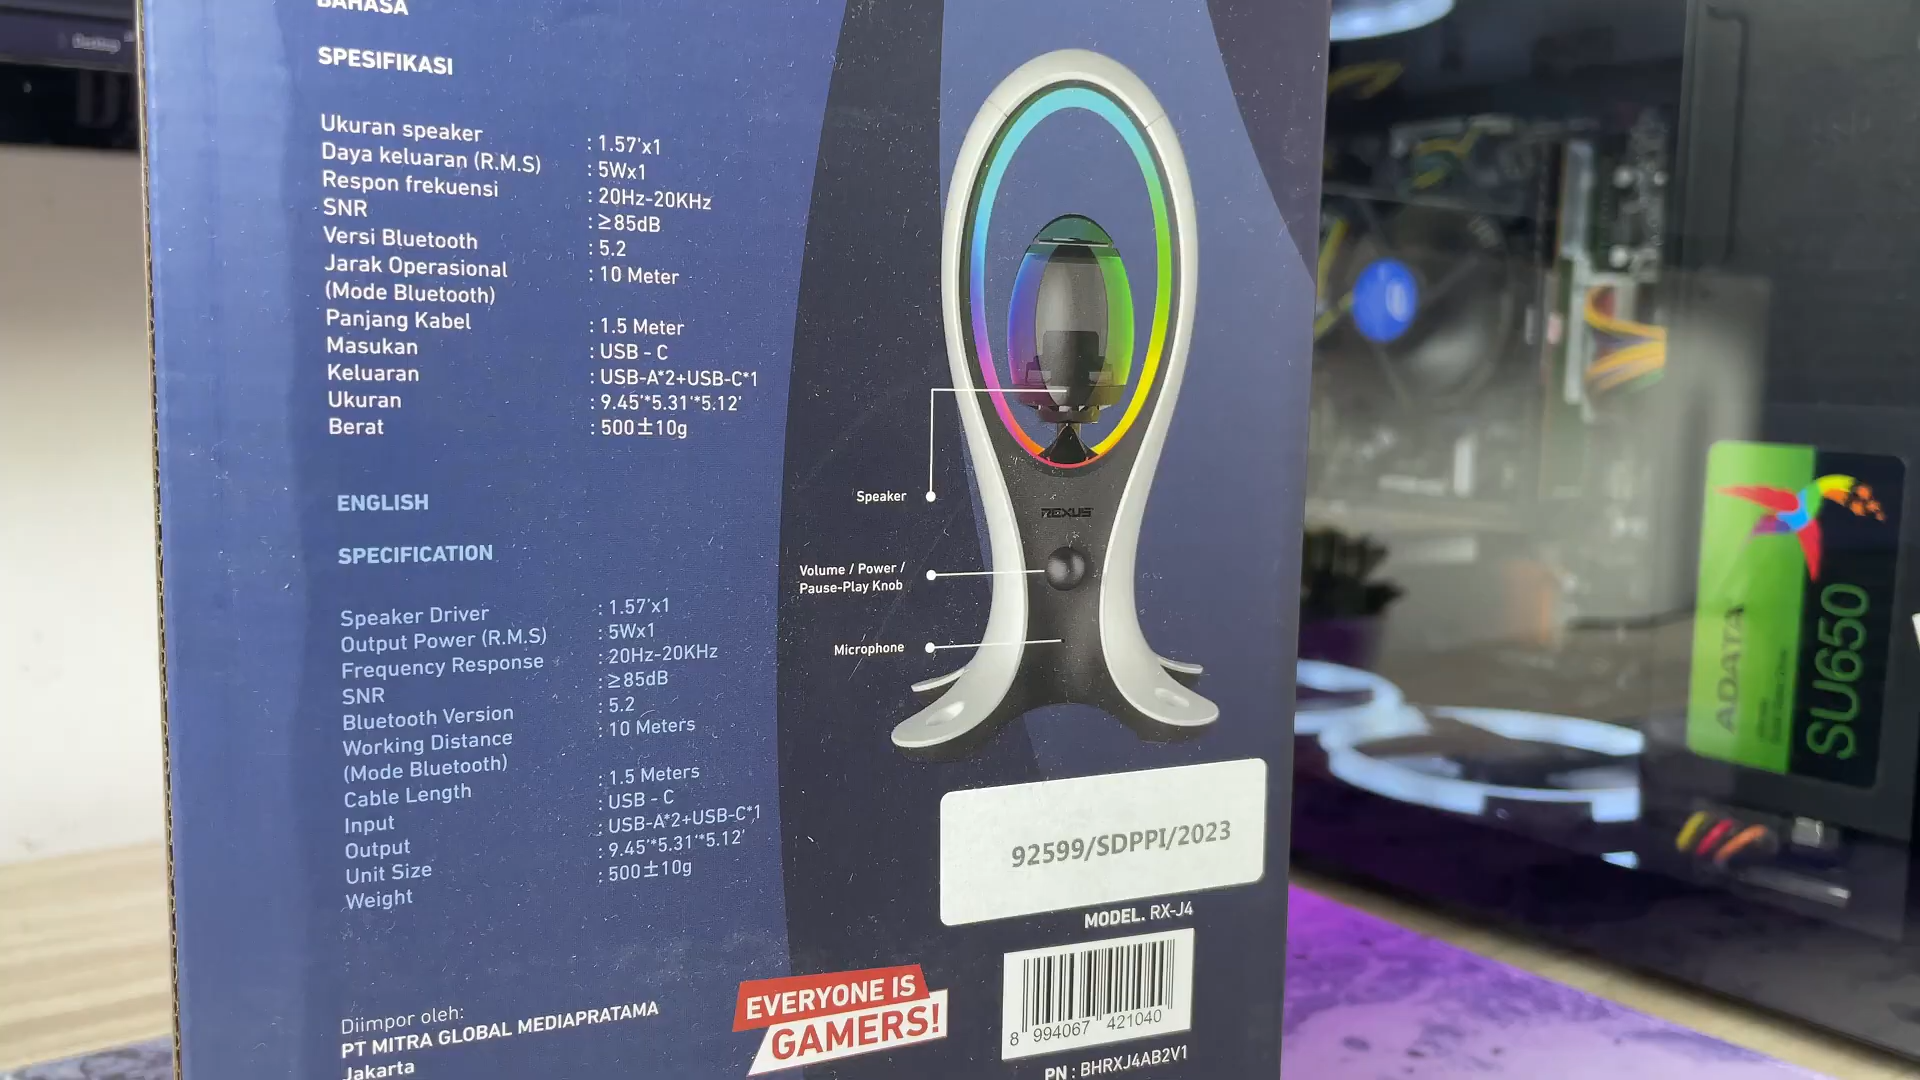 BAHASA
SPESIFIKASI
Ukuran speaker : 1.57'x1
Daya keluaran (R.M.S) : 5Wx1
Respon frekuensi : 20Hz-20KHz
SNR : ≥85dB
Versi Bluetooth : 5.2
Jarak Operasional : 10 Meter
(Mode Bluetooth)
Panjang Kabel : 1.5 Meter
Masukan : USB - C
Keluaran : USB-A*2+USB-C*1
Ukuran : 9.45'*5.31'*5.12'
Berat : 500±10g
ENGLISH
SPECIFICATION
Speaker Driver : 1.57'x1
Output Power (R.M.S) : 5Wx1
Frequency Response : 20Hz-20KHz
SNR : ≥85dB
Bluetooth Version : 5.2
Working Distance : 10 Meters
(Mode Bluetooth)
Cable Length : 1.5 Meters
Input : USB - C
Output : USB-A*2+USB-C*1
Unit Size : 9.45'*5.31'*5.12'
Weight : 500±10g
Diimpor oleh:
PT MITRA GLOBAL MEDIAPRATAMA
Jakarta
Speaker
REXUS
Volume / Power /
Pause-Play Knob
Microphone
92599/SDPPI/2023
MODEL. RX-J4
8 994067 421040
PN : BHRXJ4AB2V1
EVERYONE IS
GAMERS!
ADATA
SU650